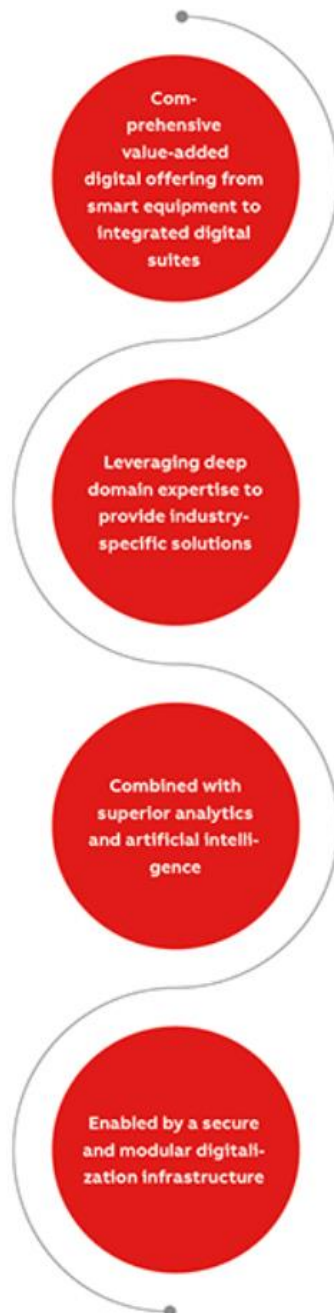 Com-
prehensive
value-added
digital offering from
smart equipment to
integrated digital
suites
Leveraging deep
domain expertise to
provide industry-
specific solutions
Combined with
superior analytics
and artificial intelli-
gence
Enabled by a secure
and modular digitali-
zation infrastructure